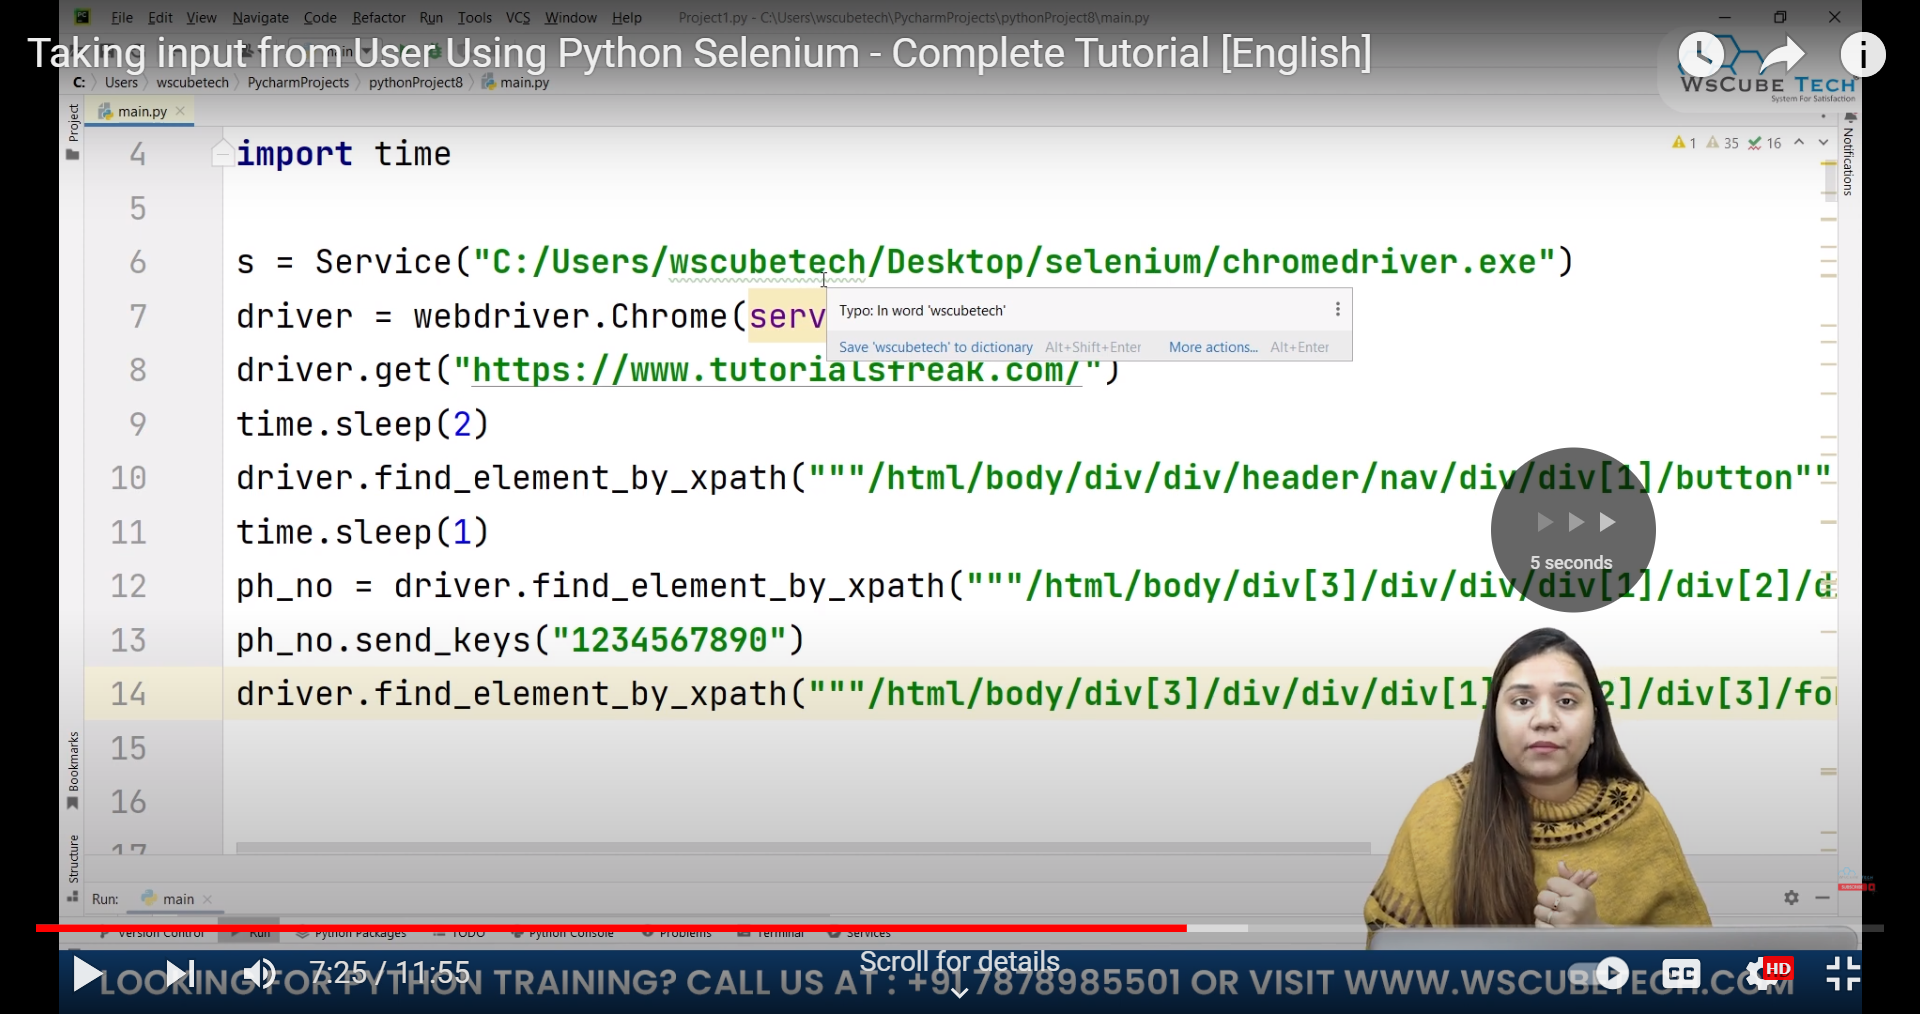 File Edit View Navigate Code Refactor Run Tools VCS Window Help Project1.py - C:\Users\wscubetech\PycharmProjects\pythonProject8\main.py
Taking input from User Using Python Selenium - Complete Tutorial [English]
C: Users wscubetech PycharmProjects pythonProject8 main.py
WsCube Tech
System For Satisfaction
Project
main.py
1 35 16
Notifications
4 import time
5
6 s = Service("C:/Users/wscubetech/Desktop/selenium/chromedriver.exe")
7 driver = webdriver.Chrome(serv
Typo: In word 'wscubetech'
Save 'wscubetech' to dictionary Alt+Shift+Enter More actions... Alt+Enter
8 driver.get("https://www.tutorialsfreak.com/")
9 time.sleep(2)
10 driver.find_element_by_xpath("""/html/body/div/div/header/nav/div/div[1]/button""
11 time.sleep(1)
5 seconds
12 ph_no = driver.find_element_by_xpath("""/html/body/div[3]/div/div/div[1]/div[2]/d
13 ph_no.send_keys("1234567890")
14 driver.find_element_by_xpath("""/html/body/div[3]/div/div/div[1] 2]/div[3]/fo
15
16
17
Bookmarks
Structure
Run: main
Version Control Run Python Packages TODO Python Console Problems Terminal Services
7:25 / 11:55
Scroll for details
CC
HD
LOOKING FOR PYTHON TRAINING? CALL US AT : +91 7878985501 OR VISIT WWW.WSCUBETECH.COM